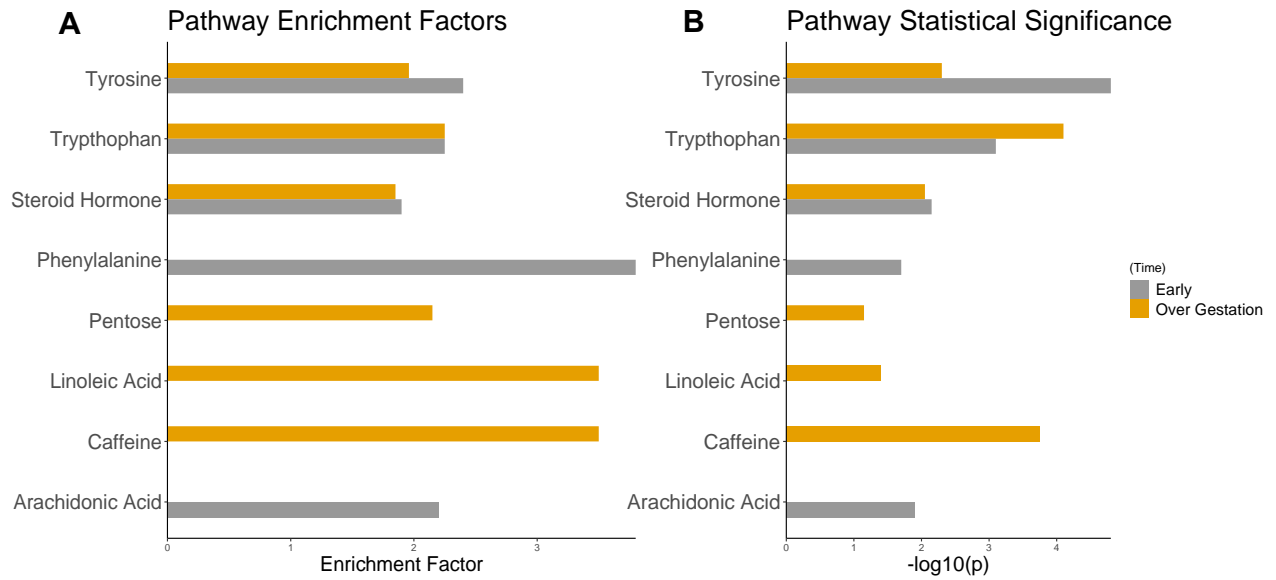 A Pathway Enrichment Factors
Tyrosine
Trypthophan
Steroid Hormone
Phenylalanine
Pentose
Linoleic Acid
Caffeine
Arachidonic Acid
0 1 2 3
Enrichment Factor
B Pathway Statistical Significance
Tyrosine
Trypthophan
Steroid Hormone
Phenylalanine
Pentose
Linoleic Acid
Caffeine
Arachidonic Acid
0 1 2 3 4
-log10(p)
(Time)
Early
Over Gestation